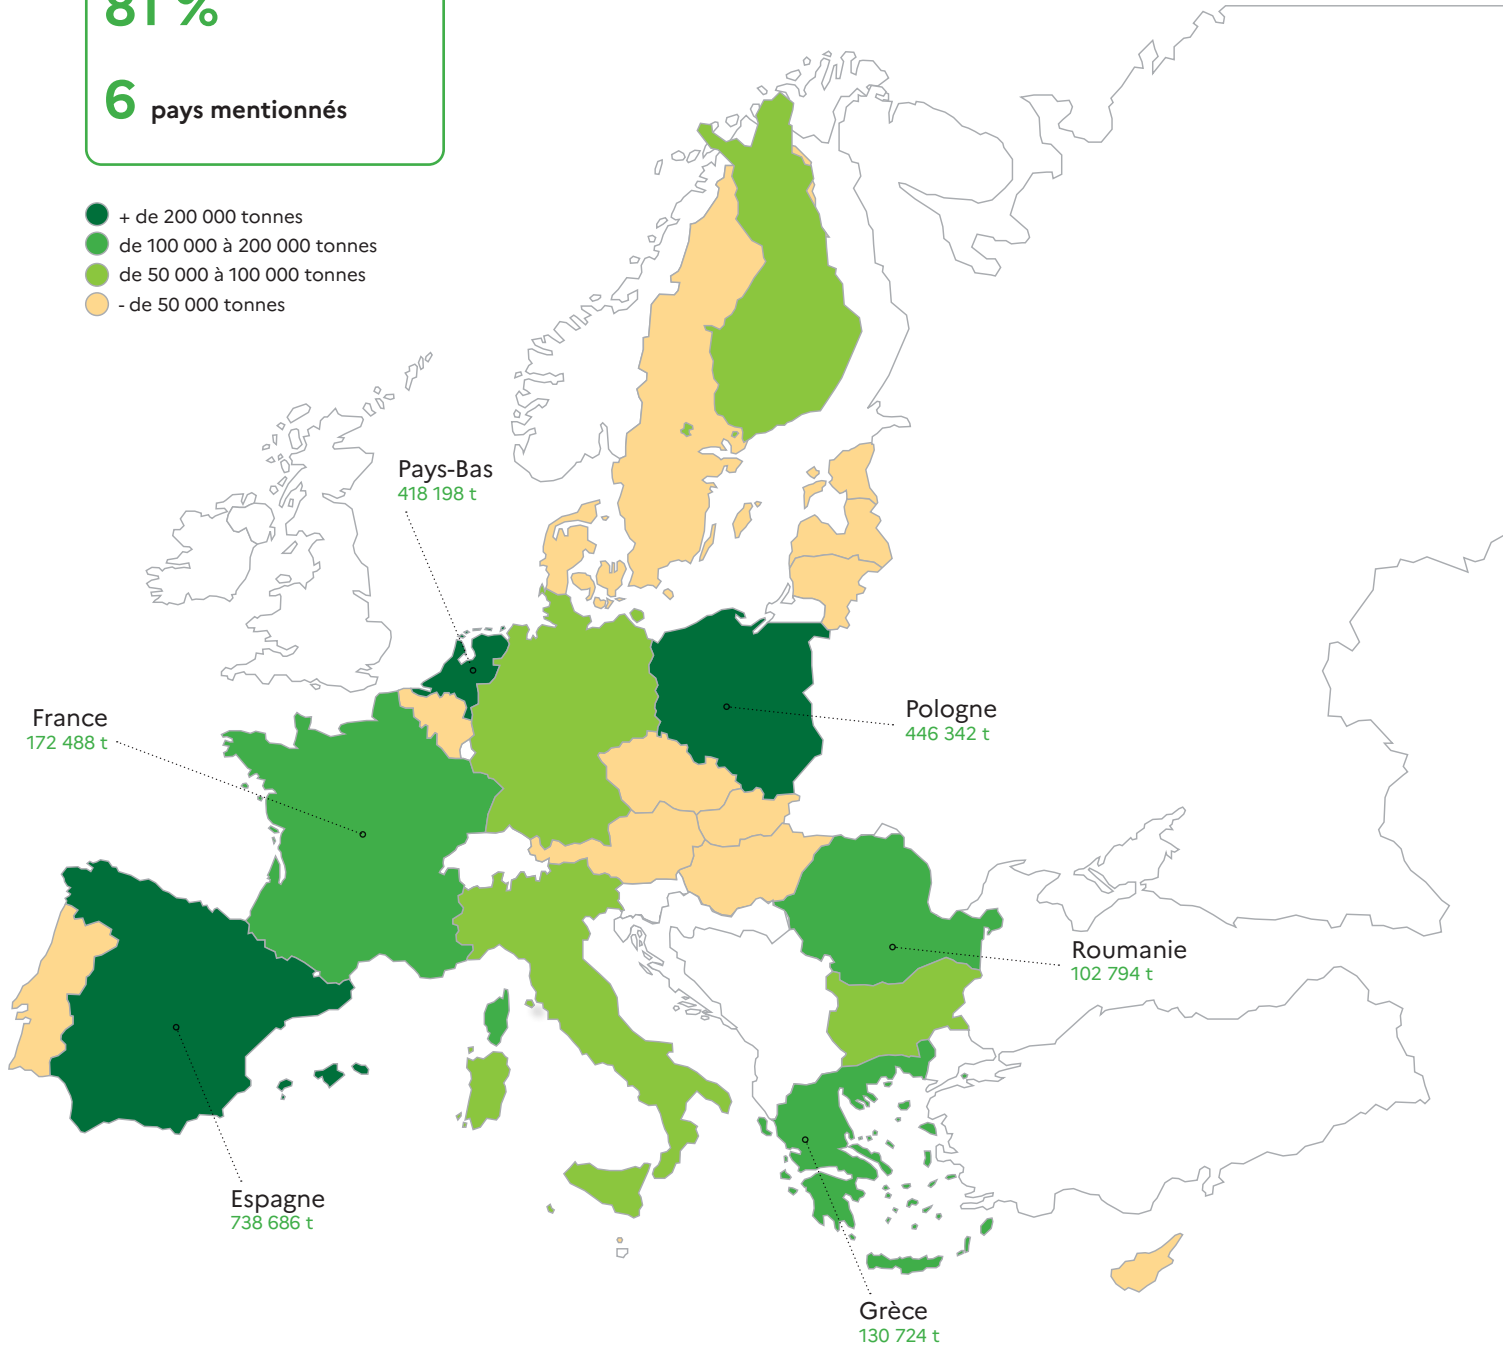 81 %
6 pays mentionnés
+ de 200 000 tonnes
de 100 000 à 200 000 tonnes
de 50 000 à 100 000 tonnes
- de 50 000 tonnes
Pays-Bas
418 198 t
France
172 488 t
Pologne
446 342 t
Roumanie
102 794 t
Espagne
738 686 t
Grèce
130 724 t